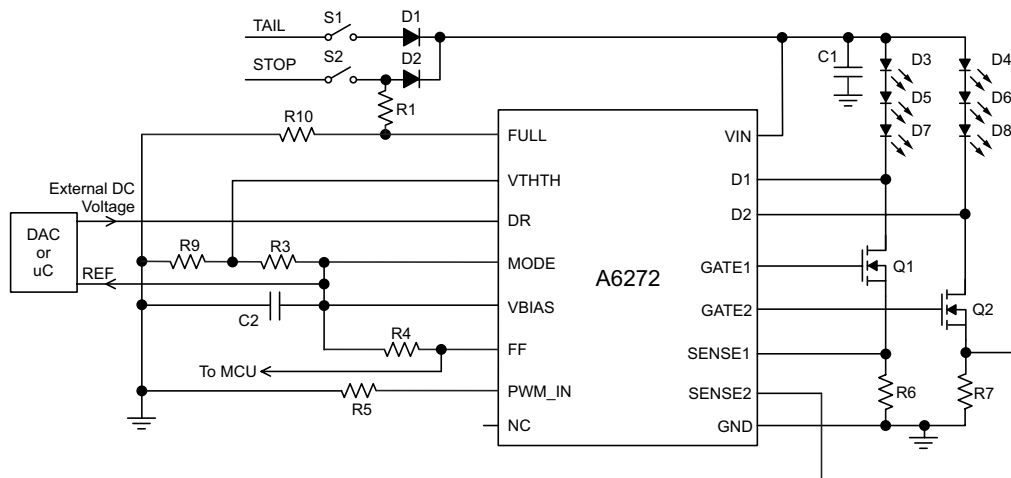 TAIL
S1
D1
STOP
S2
D2
R1
C1
D3
D4
D5
D6
D7
D8
R10
FULL
VIN
External DC
Voltage
VTHTH
D1
DR
D2
DAC
or
uC
R9
R3
MODE
A6272
GATE1
Q1
REF
C2
VBIAS
GATE2
Q2
R4
FF
SENSE1
To MCU
R5
PWM_IN
SENSE2
R6
R7
NC
GND